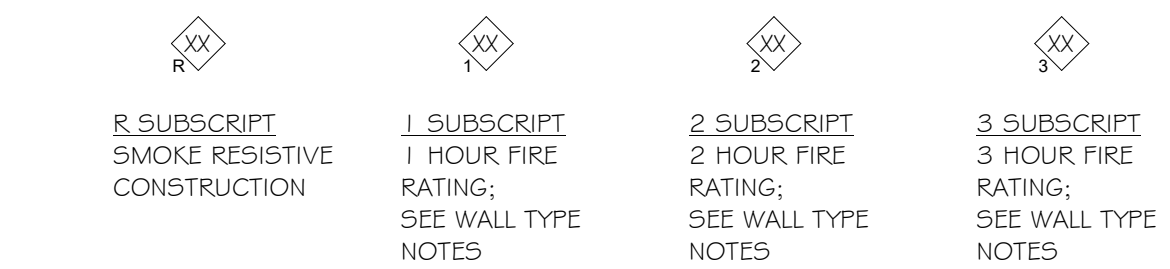 XX
R
R SUBSCRIPT
SMOKE RESISTIVE
CONSTRUCTION
XX
1
1 SUBSCRIPT
1 HOUR FIRE
RATING;
SEE WALL TYPE
NOTES
XX
2
2 SUBSCRIPT
2 HOUR FIRE
RATING;
SEE WALL TYPE
NOTES
XX
3
3 SUBSCRIPT
3 HOUR FIRE
RATING;
SEE WALL TYPE
NOTES